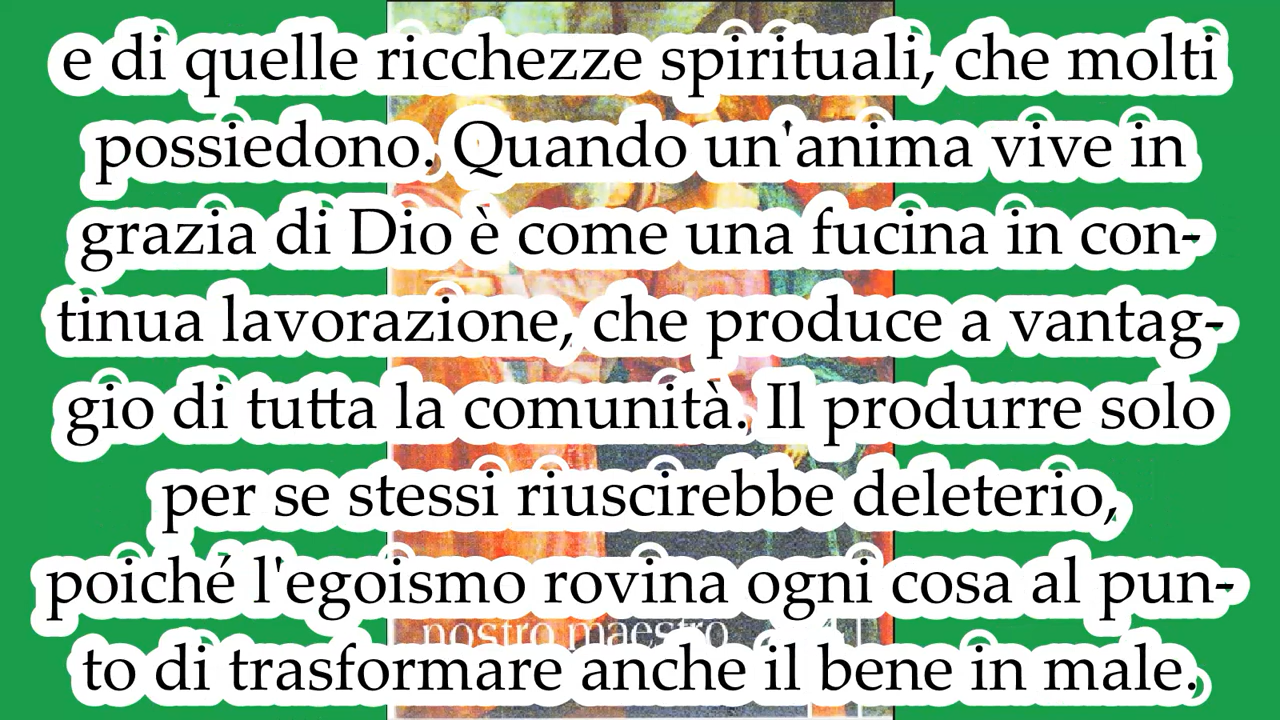 e di quelle ricchezze spirituali, che molti
possiedono. Quando un'anima vive in
grazia di Dio è come una fucina in con-
tinua lavorazione, che produce a vantag-
gio di tutta la comunità. Il produrre solo
per se stessi riuscirebbe deleterio,
poiché l'egoismo rovina ogni cosa al pun-
nostro maestro
to di trasformare anche il bene in male.